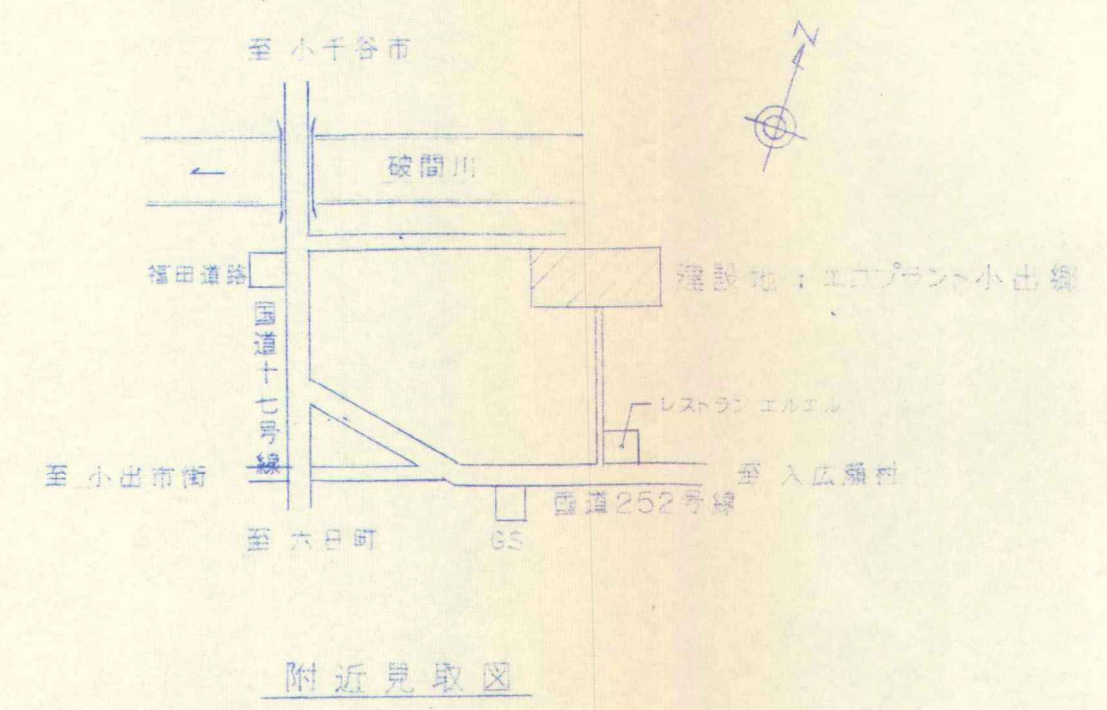 至 小千谷市
N
破間川
福田道路
建設地：エコプラント小出郷
国道十七号線
レストラン エルエル
至 小出市街
至 入広瀬村
国道252号線
至 六日町
GS
附近見取図